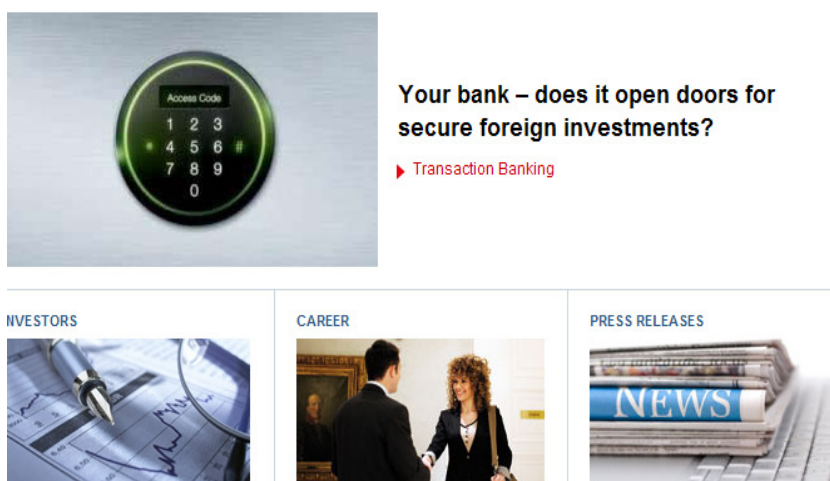 Access Code
1 2 3
* 4 5 6 #
7 8 9
0
Your bank – does it open doors for
secure foreign investments?
Transaction Banking
NVESTORS
CAREER
PRESS RELEASES
NEWS